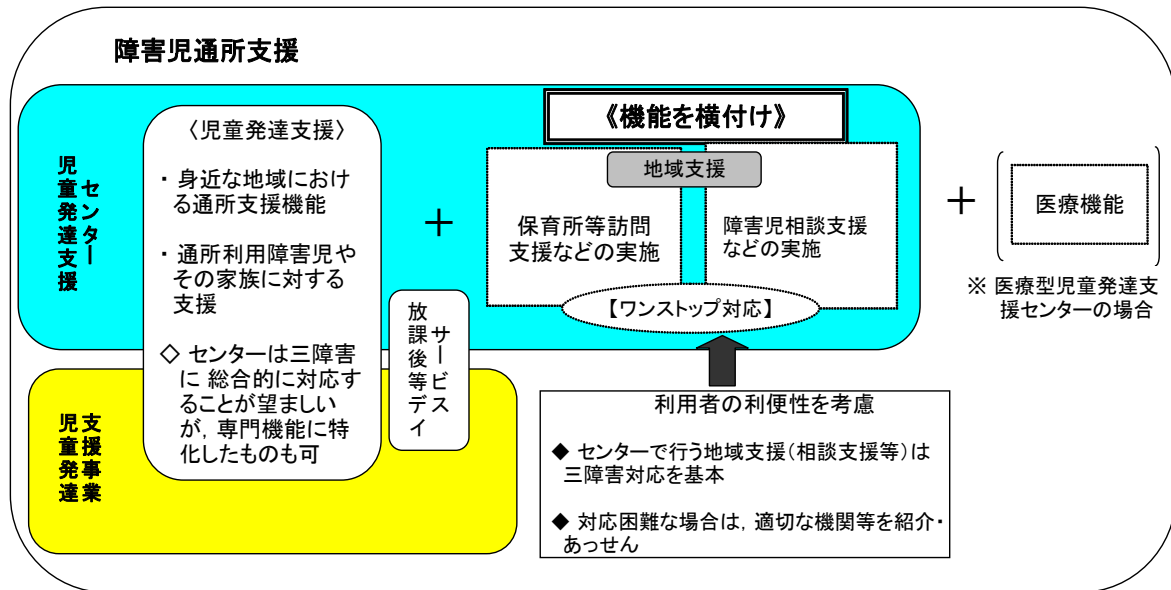 障害児通所支援
児童発達支援
センター
〈児童発達支援〉
・ 身近な地域におけ
る通所支援機能
・ 通所利用障害児や
その家族に対する
支援
◇ センターは三障害
に 総合的に対応す
ることが望ましい
が，専門機能に特
化したものも可
＋
《機能を横付け》
地域支援
保育所等訪問
支援などの実施
障害児相談支援
などの実施
【ワンストップ対応】
＋
医療機能
※ 医療型児童発達支
援センターの場合
放課後等デイ
サービス
児童発達
支援事業
利用者の利便性を考慮
◆ センターで行う地域支援（相談支援等）は
三障害対応を基本
◆ 対応困難な場合は，適切な機関等を紹介・
あっせん